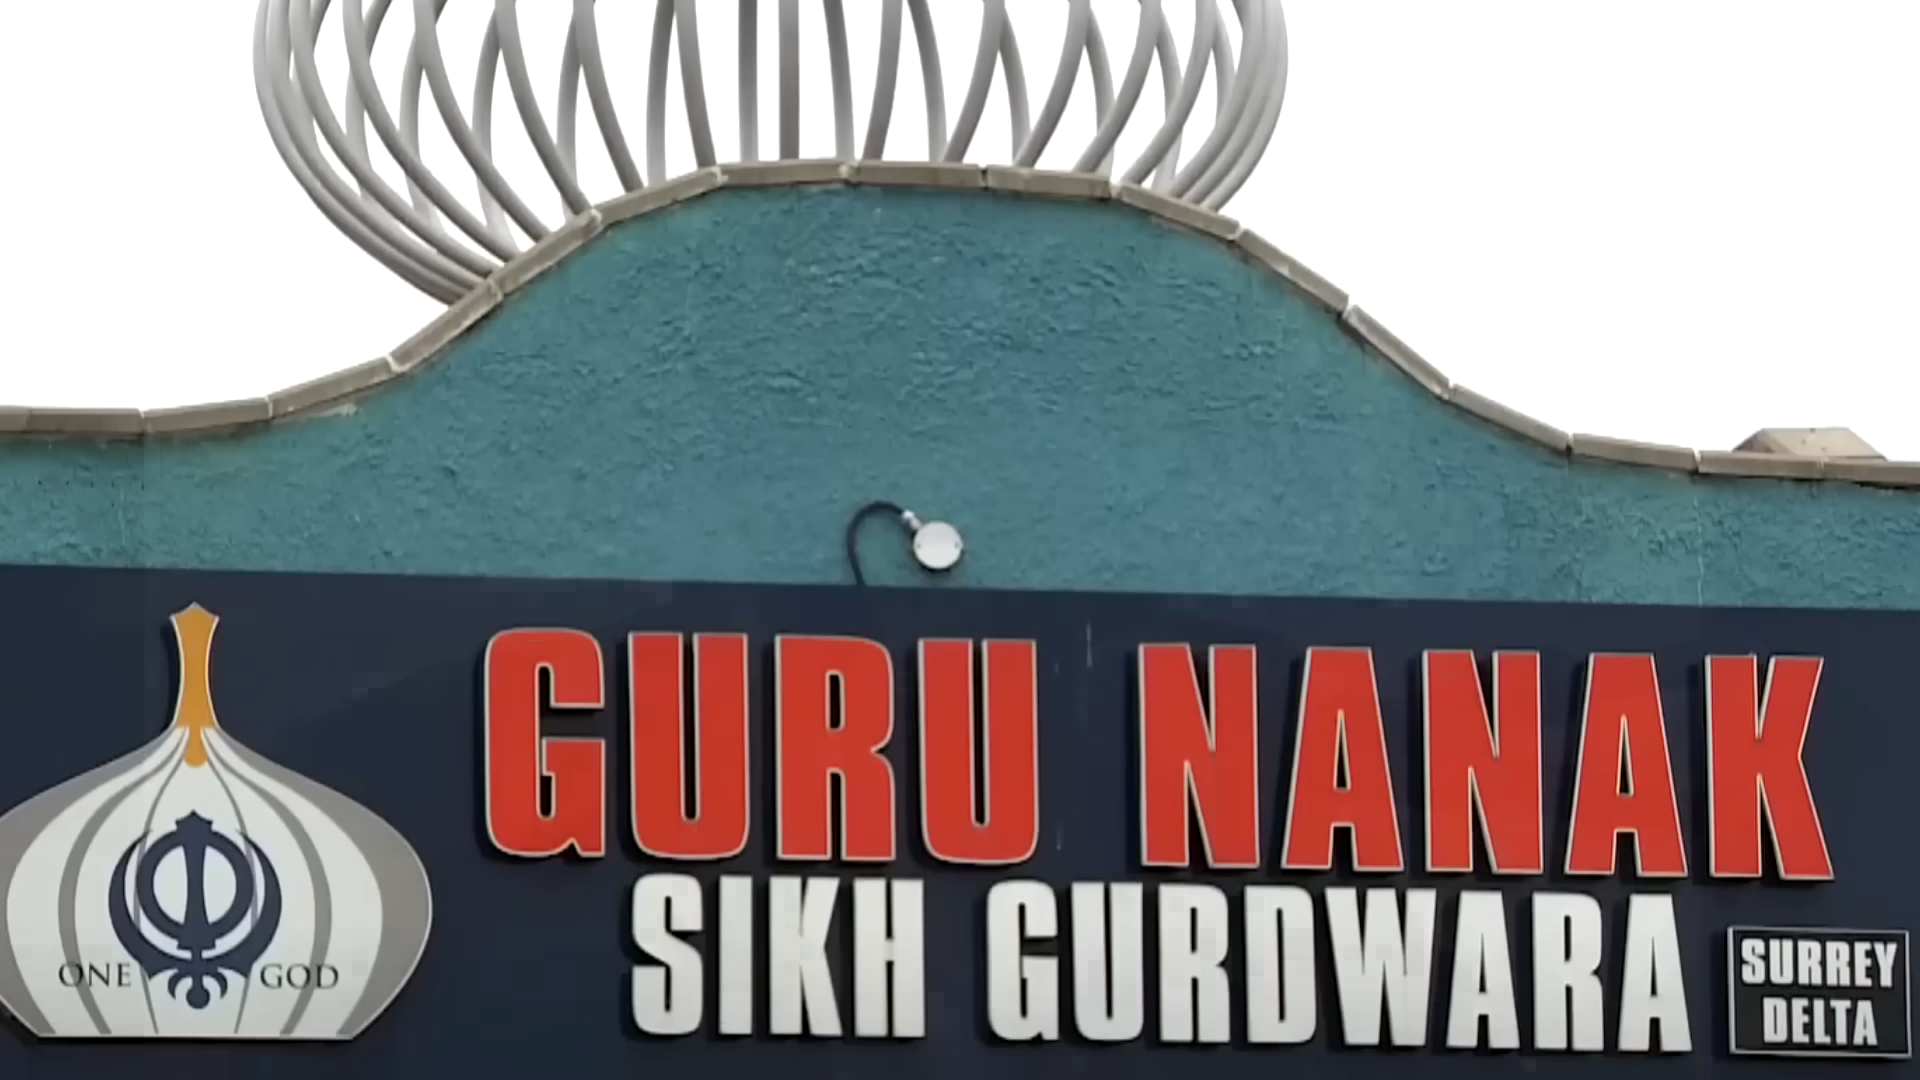 GURU NANAK
SIKH GURDWARA
SURREY
DELTA
ONE GOD